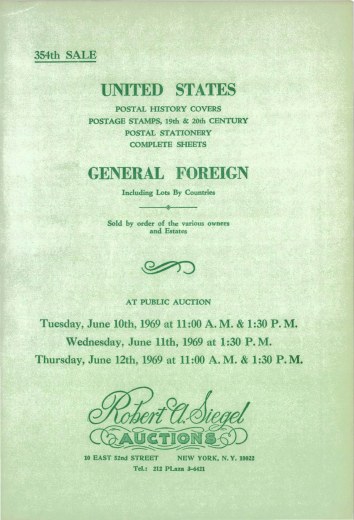 354th SALE
UNITED STATES
POSTAL HISTORY COVERS
POSTAGE STAMPS, 19th & 20th CENTURY
POSTAL STATIONERY
COMPLETE SHEETS
GENERAL FOREIGN
Including Lots By Countries
Sold by order of the various owners
and Estates
AT PUBLIC AUCTION
Tuesday, June 10th, 1969 at 11:00 A. M. & 1:30 P. M.
Wednesday, June 11th, 1969 at 1:30 P. M.
Thursday, June 12th, 1969 at 11:00 A. M. & 1:30 P. M.
Robert A. Siegel
AUCTIONS
10 EAST 52nd STREET NEW YORK, N. Y. 10022
Tel.: 212 PLaza 3-6421